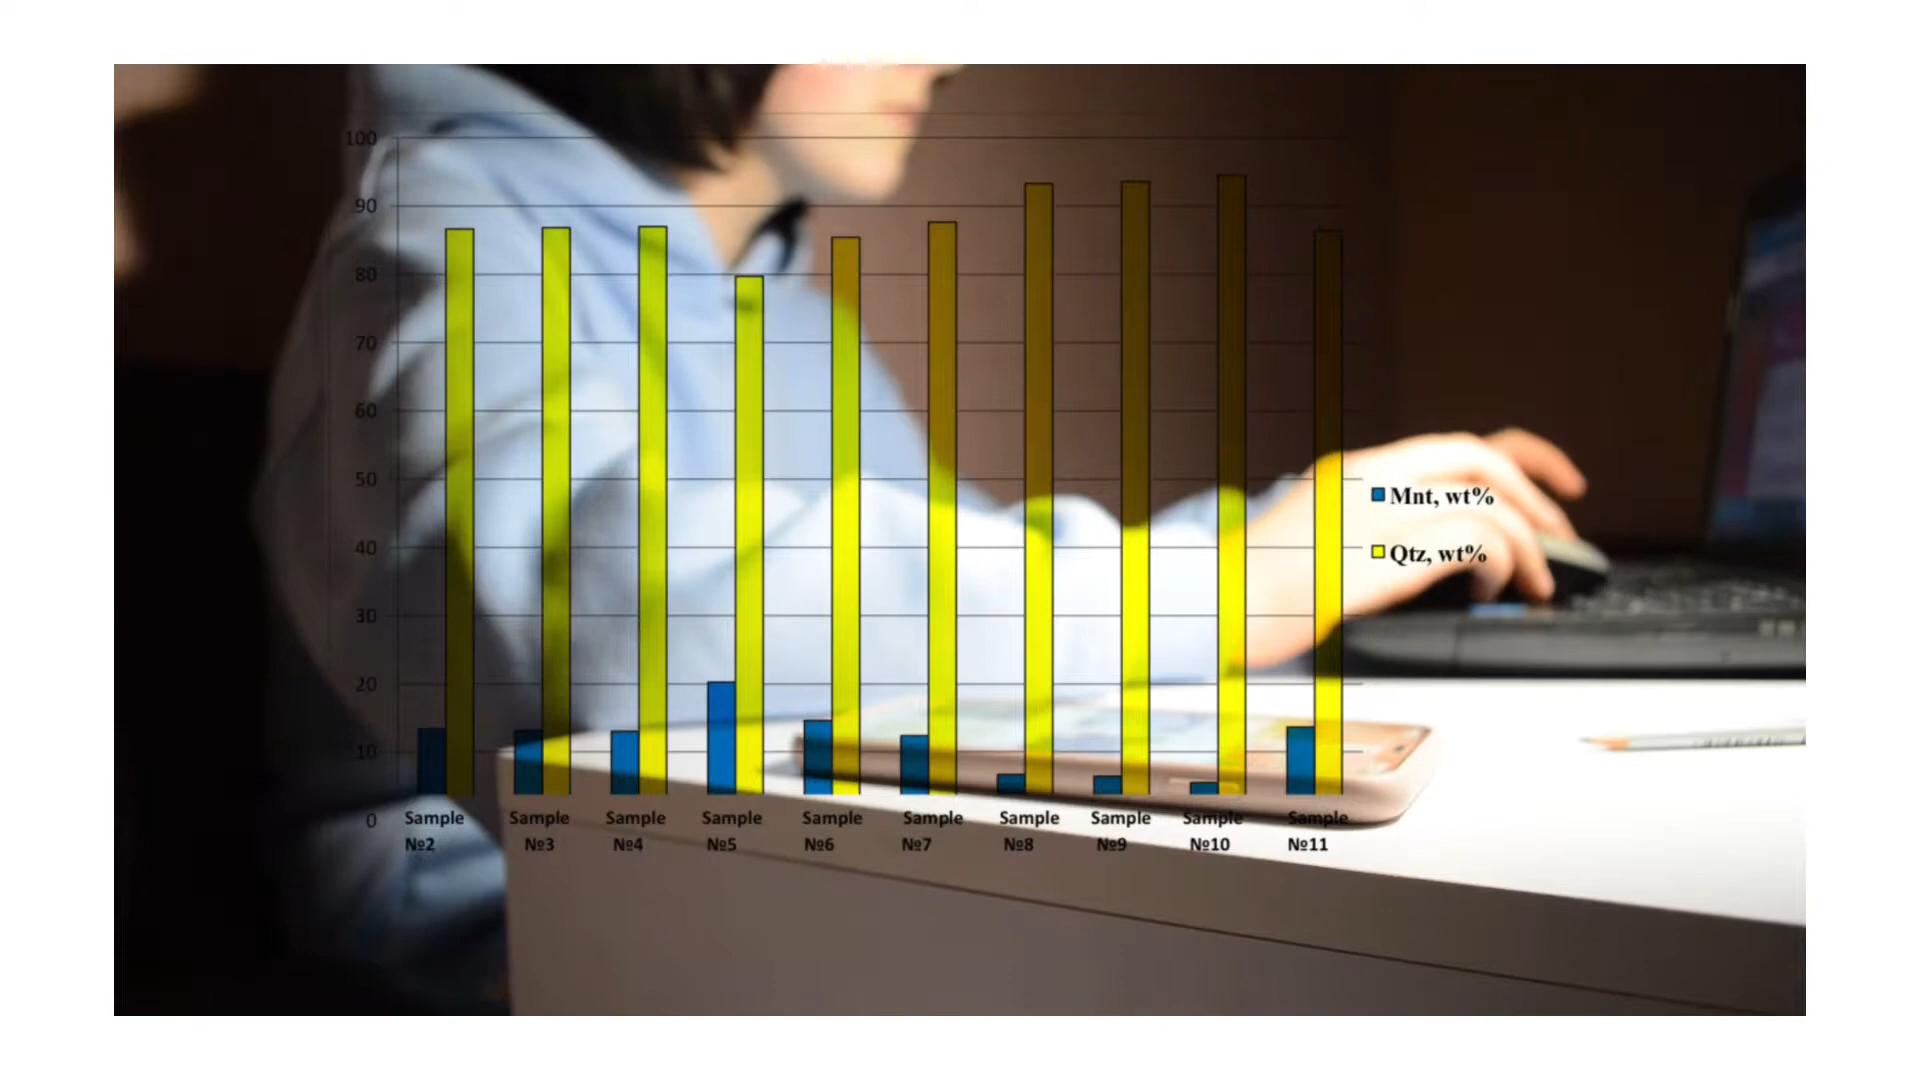 100
90
80
70
60
50
40
30
20
10
0
Mnt, wt%
Qtz, wt%
Sample Sample Sample Sample Sample Sample Sample Sample Sample Sample
№2 №3 №4 №5 №6 №7 №8 №9 №10 №11